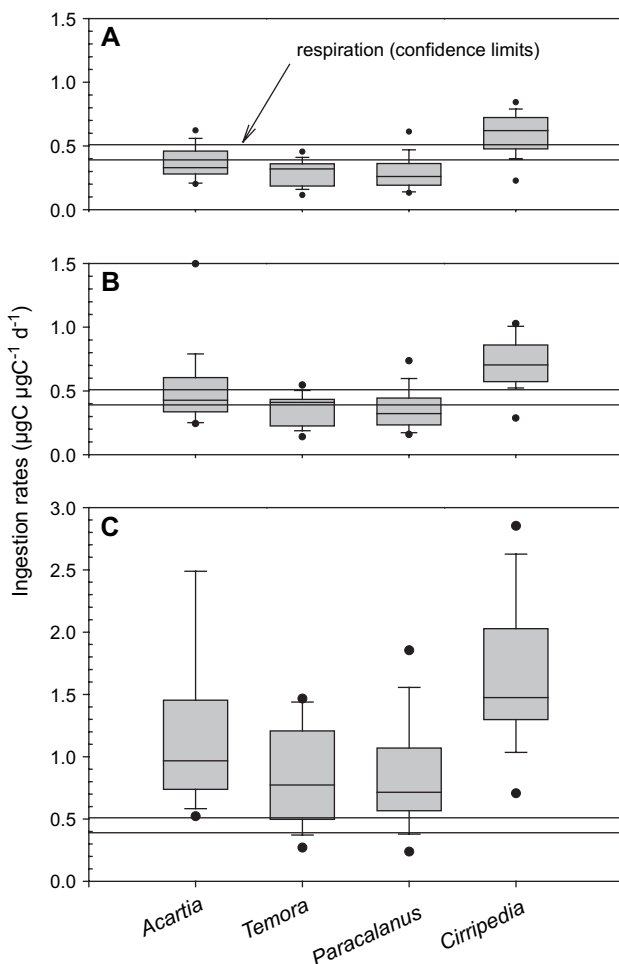 1.5
A
respiration (confidence limits)
1.0
0.5
0.0
1.5
B
1.0
0.5
0.0
Ingestion rates (µgC µgC⁻¹ d⁻¹)
3.0
C
2.5
2.0
1.5
1.0
0.5
0.0
Acartia
Temora
Paracalanus
Cirripedia